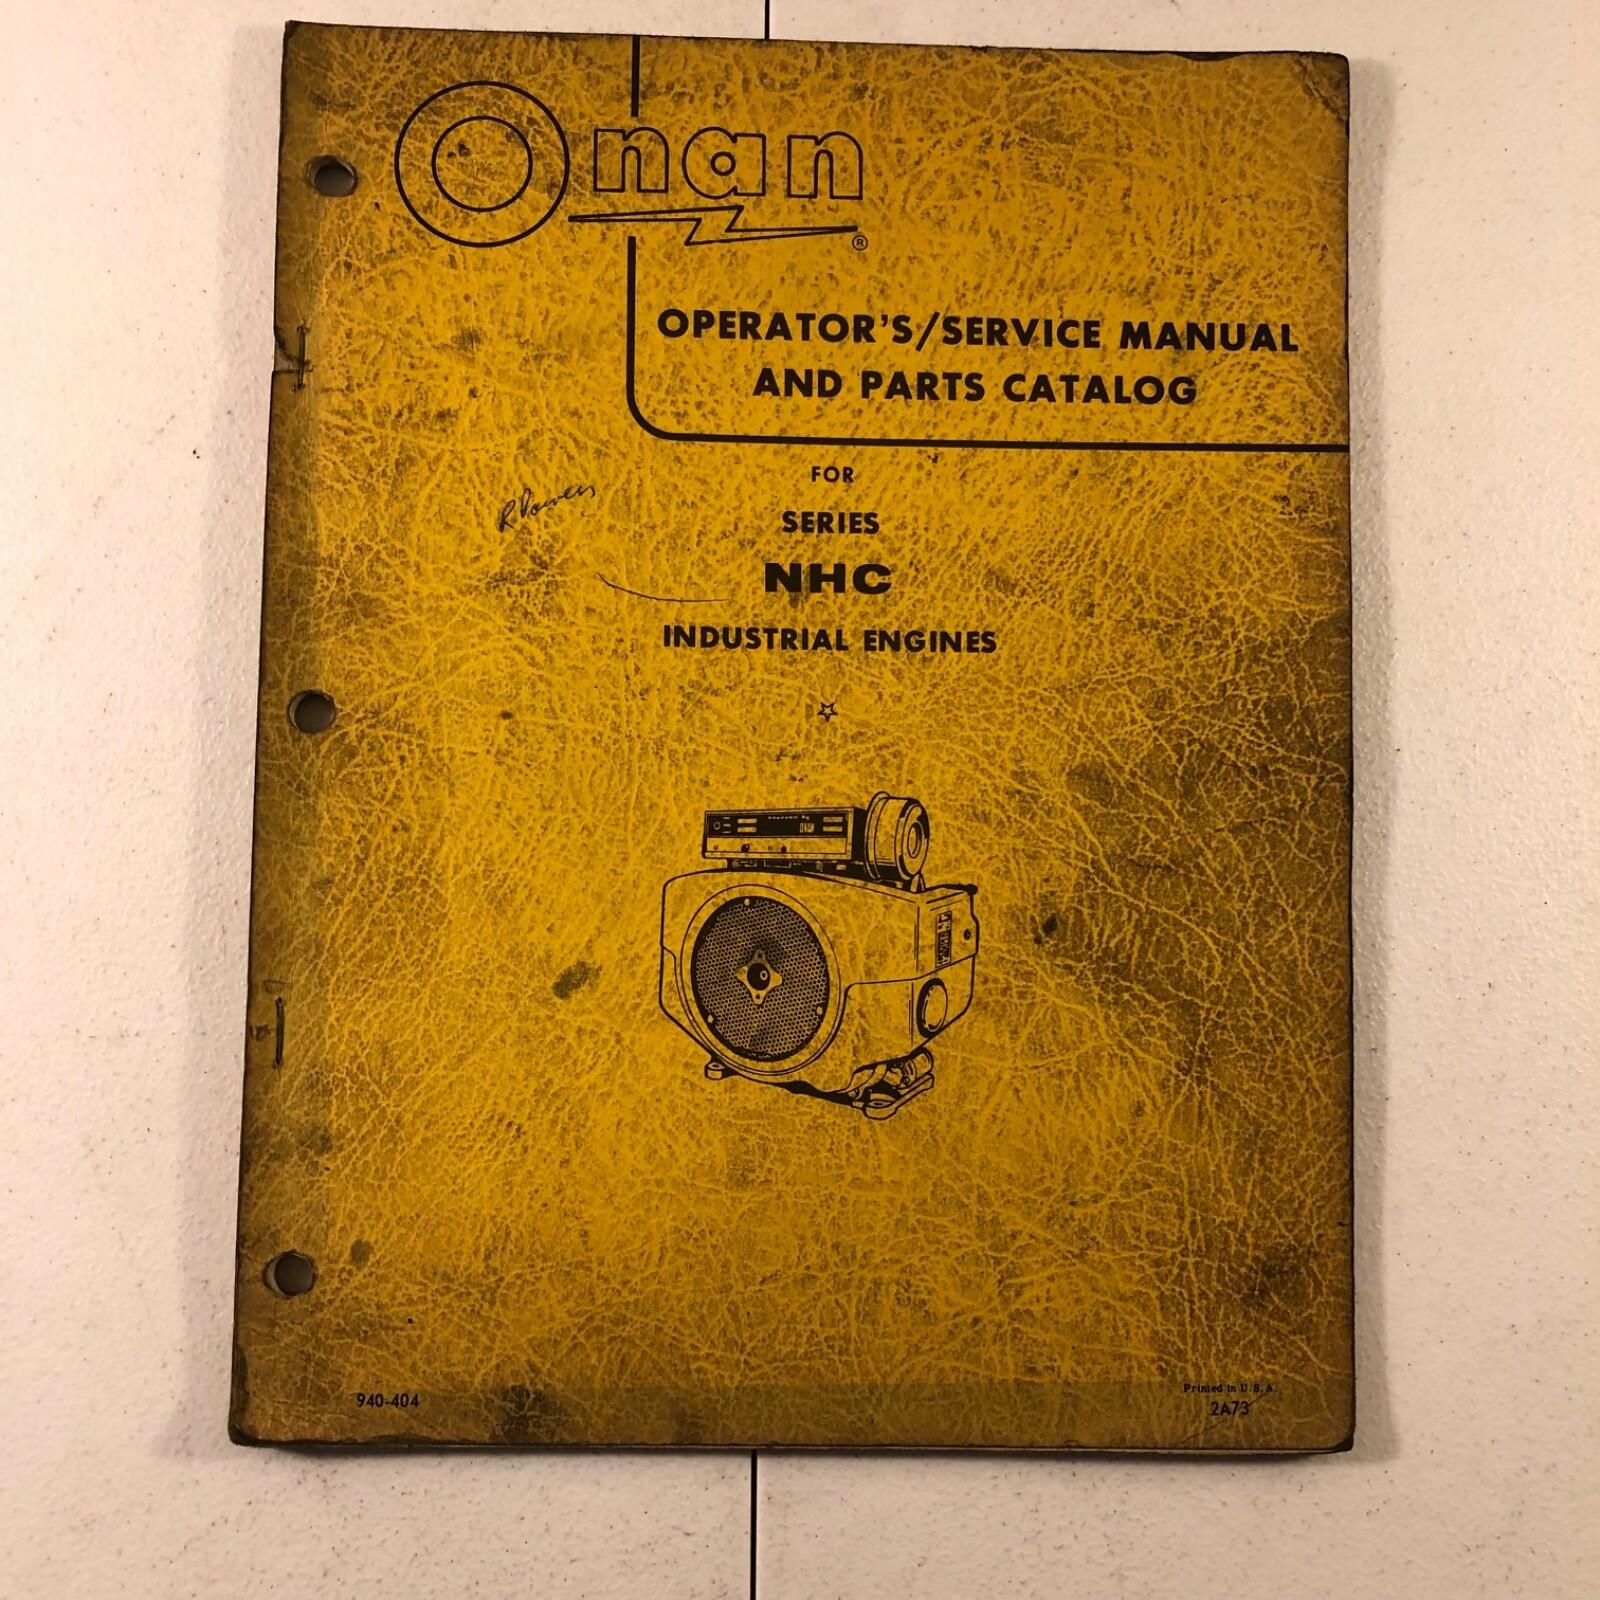 Onan
®
OPERATOR'S/SERVICE MANUAL
AND PARTS CATALOG
FOR
SERIES
NHC
INDUSTRIAL ENGINES
940-404
Printed in U.S.A.
2A73